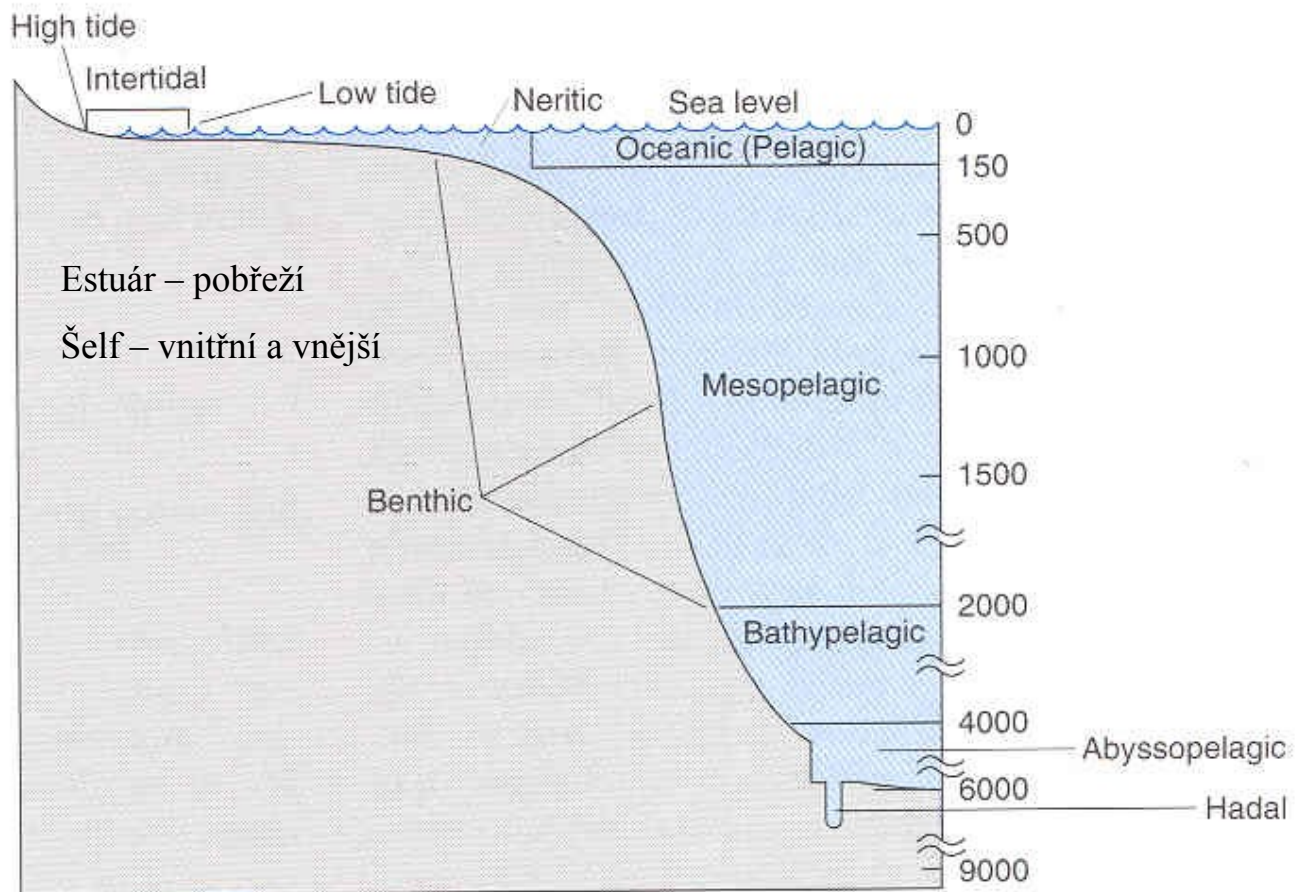 High tide
Intertidal
Low tide
Neritic
Sea level
0
Oceanic (Pelagic)
150
500
Estuár – pobřeží
Šelf – vnitřní a vnější
1000
Mesopelagic
1500
Benthic
2000
Bathypelagic
4000
Abyssopelagic
6000
Hadal
9000